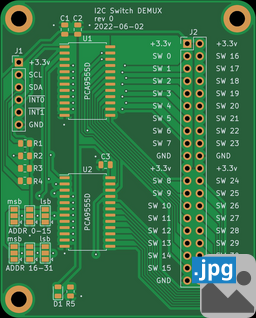 I2C Switch DEMUX
rev 0
2022-06-02
C1 C2
U1
PCA9555D
J1
+3.3v
SCL
SDA
INT0
INT1
GND
R1
R2
R3
R4
C3
U2
PCA9555D
msb lsb
ADDR 0-15
msb lsb
ADDR 16-31
D1 R5
J2
+3.3v +3.3v
SW 0 SW 16
SW 1 SW 17
SW 2 SW 18
SW 3 SW 19
SW 4 SW 20
SW 5 SW 21
SW 6 SW 22
SW 7 SW 23
GND GND
+3.3v +3.3v
SW 8 SW 24
SW 9 SW 25
SW 10 SW 26
SW 11 SW 27
SW 12 SW 28
SW 13 SW 29
SW 14
SW 15
GND
.jpg